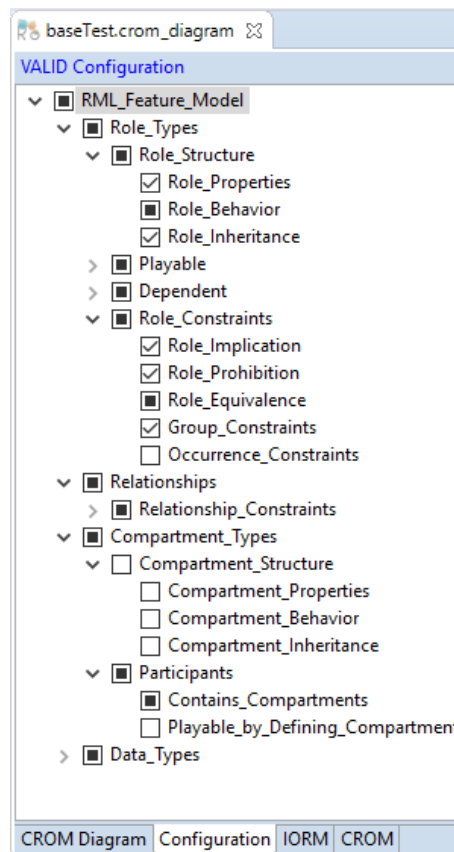 baseTest.crom_diagram
VALID Configuration
RML_Feature_Model
Role_Types
Role_Structure
Role_Properties
Role_Behavior
Role_Inheritance
Playable
Dependent
Role_Constraints
Role_Implication
Role_Prohibition
Role_Equivalence
Group_Constraints
Occurrence_Constraints
Relationships
Relationship_Constraints
Compartment_Types
Compartment_Structure
Compartment_Properties
Compartment_Behavior
Compartment_Inheritance
Participants
Contains_Compartments
Playable_by_Defining_Compartment
Data_Types
CROM Diagram Configuration IORM CROM